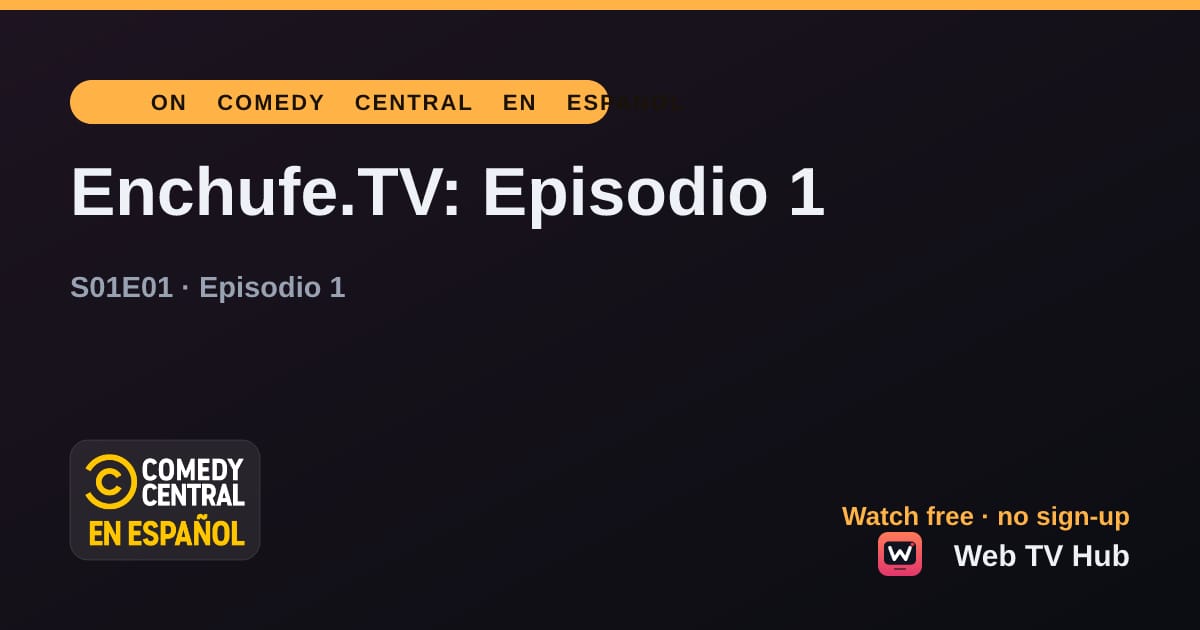 ON COMEDY CENTRAL EN ESPAÑOL
Enchufe.TV: Episodio 1
S01E01 · Episodio 1
COMEDY
CENTRAL
EN ESPAÑOL
Watch free · no sign-up
Web TV Hub